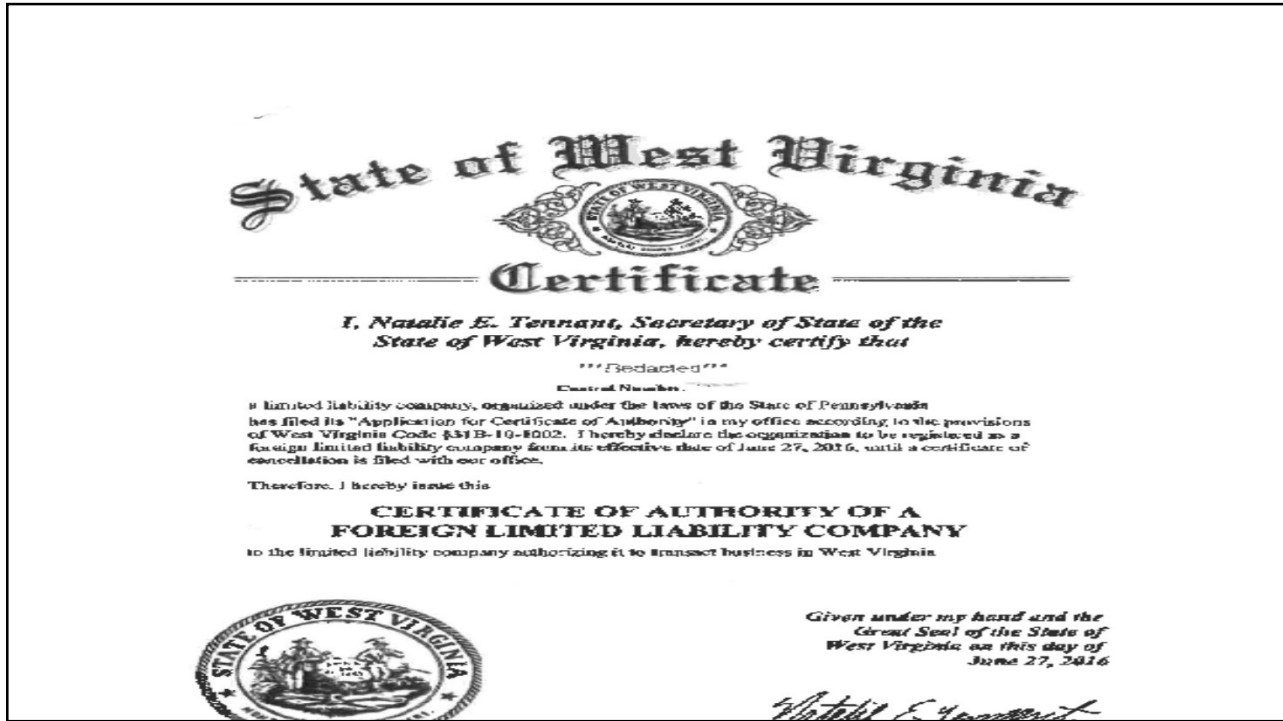 State of West Virginia
STATE OF WEST VIRGINIA
Certificate
I, Natalie E. Tennant, Secretary of State of the
State of West Virginia, hereby certify that
***Redacted***
Control Number:
a limited liability company, organized under the laws of the State of Pennsylvania
has filed its "Application for Certificate of Authority" in my office according to the provisions
of West Virginia Code §31B-10-1002. I hereby declare the organization to be registered as a
foreign limited liability company from its effective date of June 27, 2016, until a certificate of
cancellation is filed with our office.
Therefore, I hereby issue this
CERTIFICATE OF AUTHORITY OF A
FOREIGN LIMITED LIABILITY COMPANY
to the limited liability company authorizing it to transact business in West Virginia
STATE OF WEST VIRGINIA
Given under my hand and the
Great Seal of the State of
West Virginia on this day of
June 27, 2016
Natalie E. Tennant